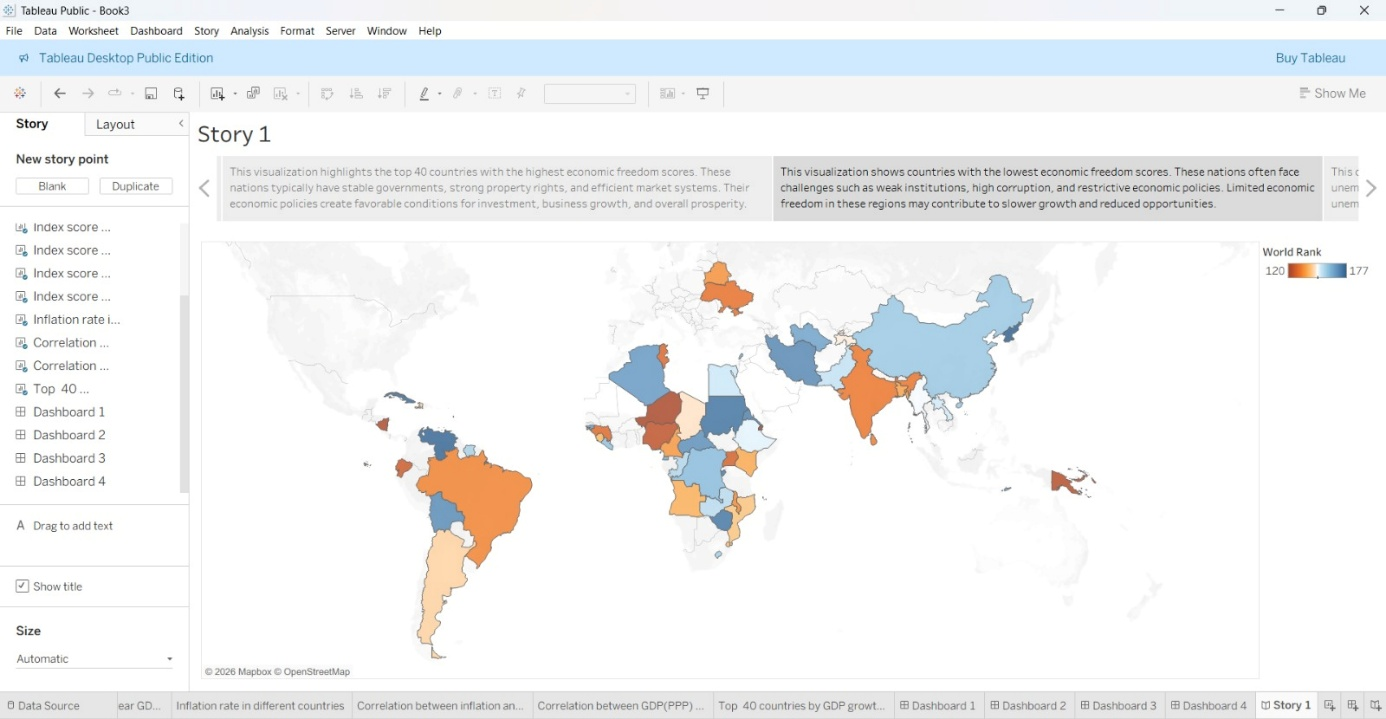 Tableau Public - Book3
File Data Worksheet Dashboard Story Analysis Format Server Window Help
Tableau Desktop Public Edition
Buy Tableau
Show Me
Story
Layout
New story point
Blank
Duplicate
Index score ...
Index score ...
Index score ...
Index score ...
Inflation rate i...
Correlation ...
Correlation ...
Top 40 ...
Dashboard 1
Dashboard 2
Dashboard 3
Dashboard 4
A Drag to add text
Show title
Size
Automatic
Story 1
This visualization highlights the top 40 countries with the highest economic freedom scores. These
nations typically have stable governments, strong property rights, and efficient market systems. Their
economic policies create favorable conditions for investment, business growth, and overall prosperity.
This visualization shows countries with the lowest economic freedom scores. These nations often face
challenges such as weak institutions, high corruption, and restrictive economic policies. Limited economic
freedom in these regions may contribute to slower growth and reduced opportunities.
This c
unem
unem
World Rank
120 177
© 2026 Mapbox © OpenStreetMap
Data Source
ear GD...
Inflation rate in different countries
Correlation between inflation an...
Correlation between GDP(PPP) ...
Top 40 countries by GDP growt...
Dashboard 1
Dashboard 2
Dashboard 3
Dashboard 4
Story 1